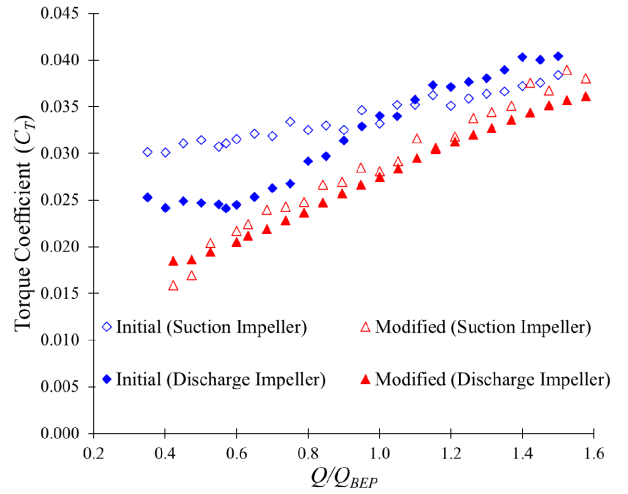 0.040
0.035
0.030
0.025
0.020
0.015
0.010
0.005
0.000
Torque Coefficient (C_T)
Initial (Suction Impeller)
Modified (Suction Impeller)
Initial (Discharge Impeller)
Modified (Discharge Impeller)
0.2 0.4 0.6 0.8 1.0 1.2 1.4 1.6
Q/Q_BEP
0.045